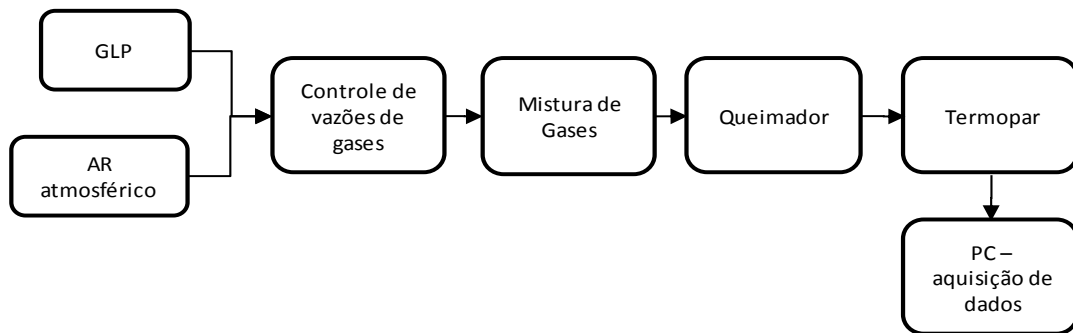 GLP
AR
atmosférico
Controle de
vazões de
gases
Mistura de
Gases
Queimador
Termopar
PC –
aquisição de
dados